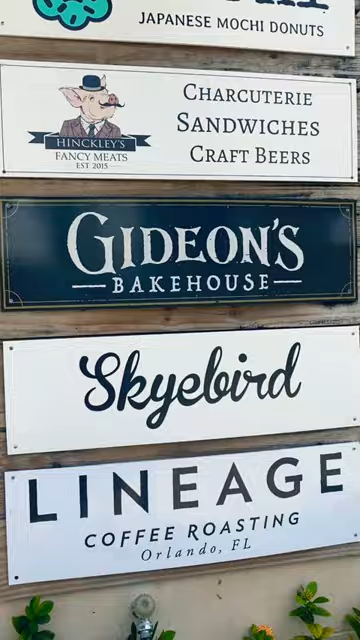 JAPANESE MOCHI DONUTS
HINCKLEY'S
FANCY MEATS
EST 2015
CHARCUTERIE
SANDWICHES
CRAFT BEERS
GIDEON'S
BAKEHOUSE
Skyebird
LINEAGE
COFFEE ROASTING
Orlando, FL